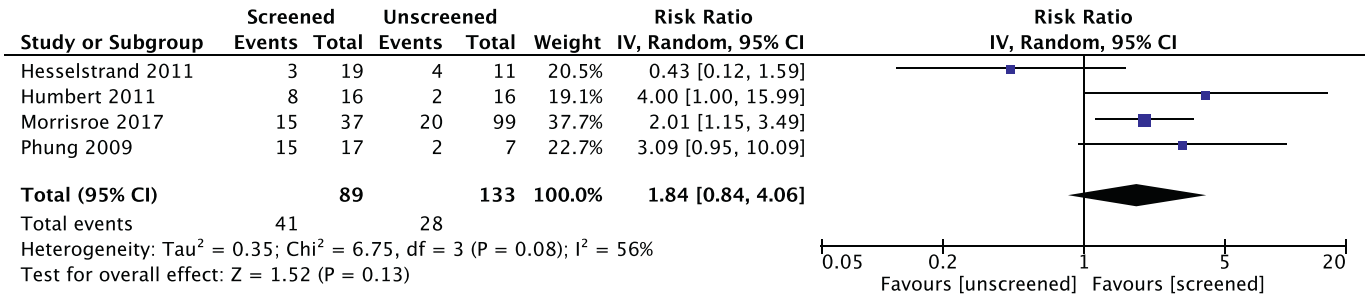 Screened Unscreened Risk Ratio Risk Ratio
Study or Subgroup Events Total Events Total Weight IV, Random, 95% CI IV, Random, 95% CI
Hesselstrand 2011 3 19 4 11 20.5% 0.43 [0.12, 1.59]
Humbert 2011 8 16 2 16 19.1% 4.00 [1.00, 15.99]
Morrisroe 2017 15 37 20 99 37.7% 2.01 [1.15, 3.49]
Phung 2009 15 17 2 7 22.7% 3.09 [0.95, 10.09]
Total (95% CI) 89 133 100.0% 1.84 [0.84, 4.06]
Total events 41 28
Heterogeneity: Tau² = 0.35; Chi² = 6.75, df = 3 (P = 0.08); I² = 56%
Test for overall effect: Z = 1.52 (P = 0.13)
0.05 0.2 1 5 20
Favours [unscreened] Favours [screened]